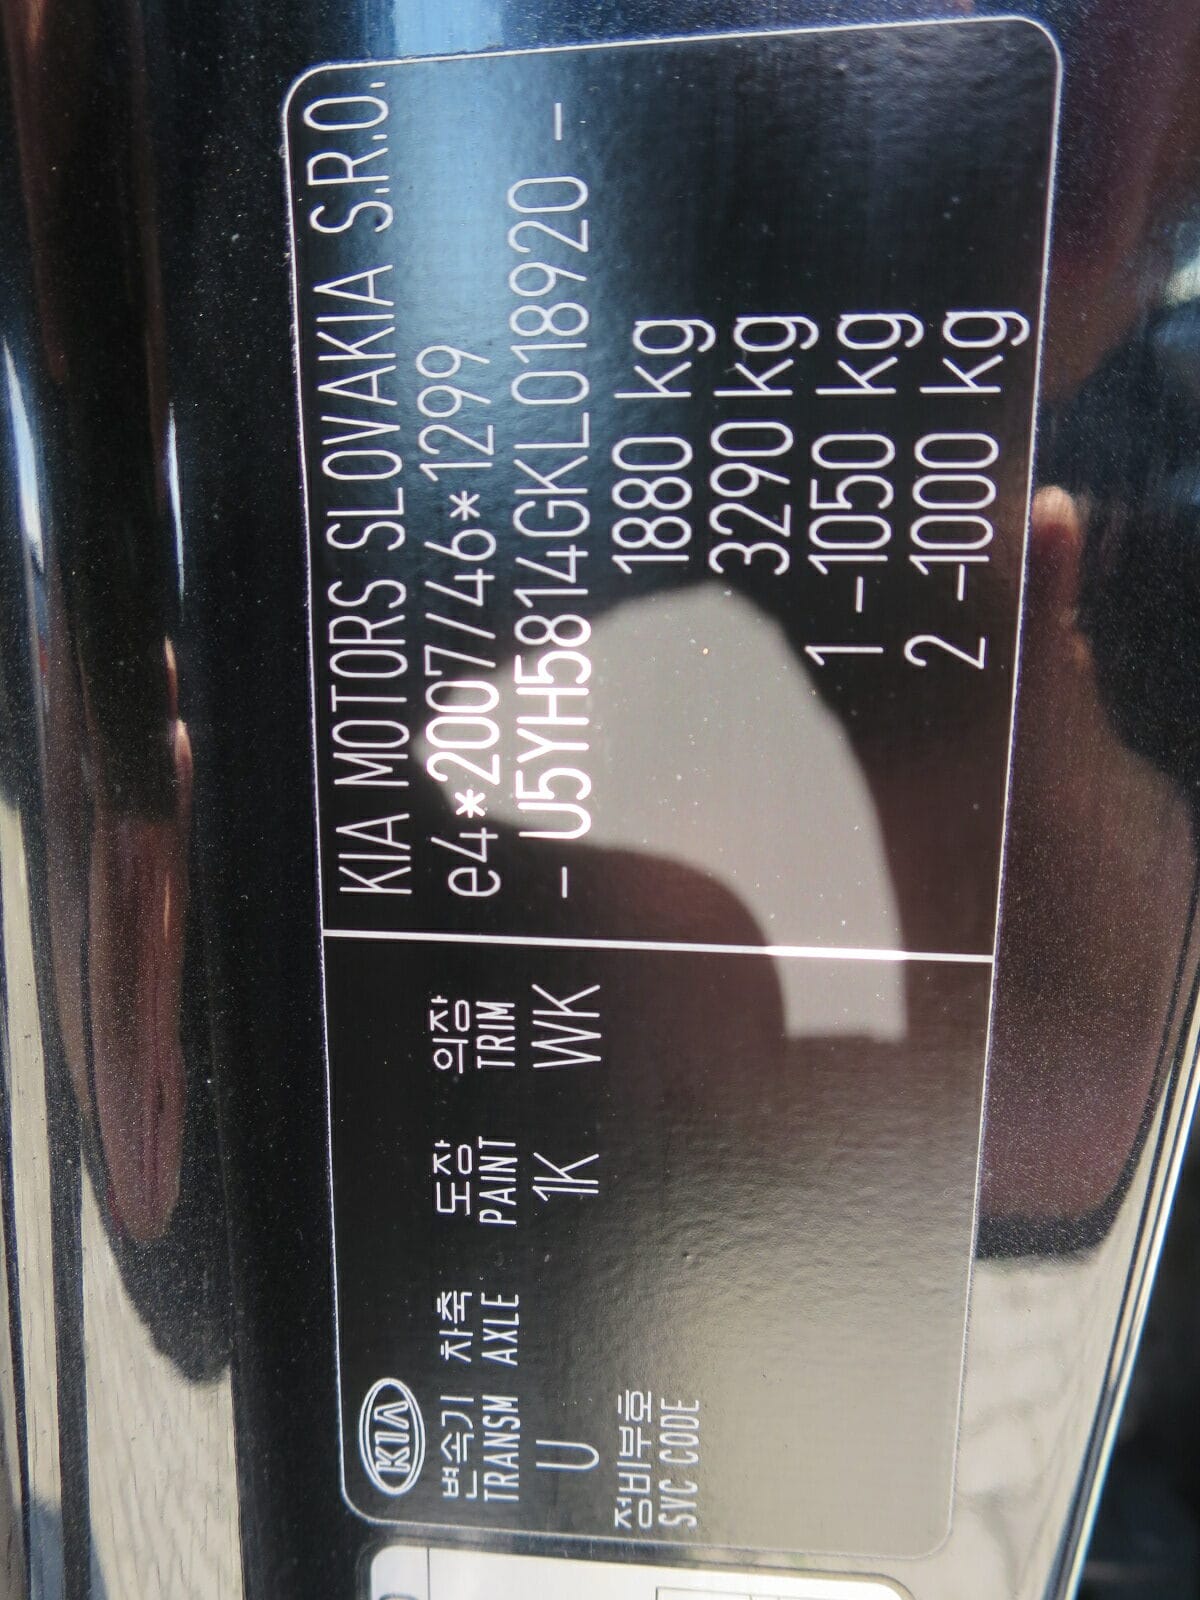 KIA MOTORS SLOVAKIA S.R.O.
e4*2007/46*1299
- U5YH5814GKL018920 -
1880 kg
3290 kg
1 -1050 kg
2 -1000 kg
KIA
변속기 차축 도장 의장
TRANSM AXLE PAINT TRIM
U 1K WK
정비부호
SVC CODE